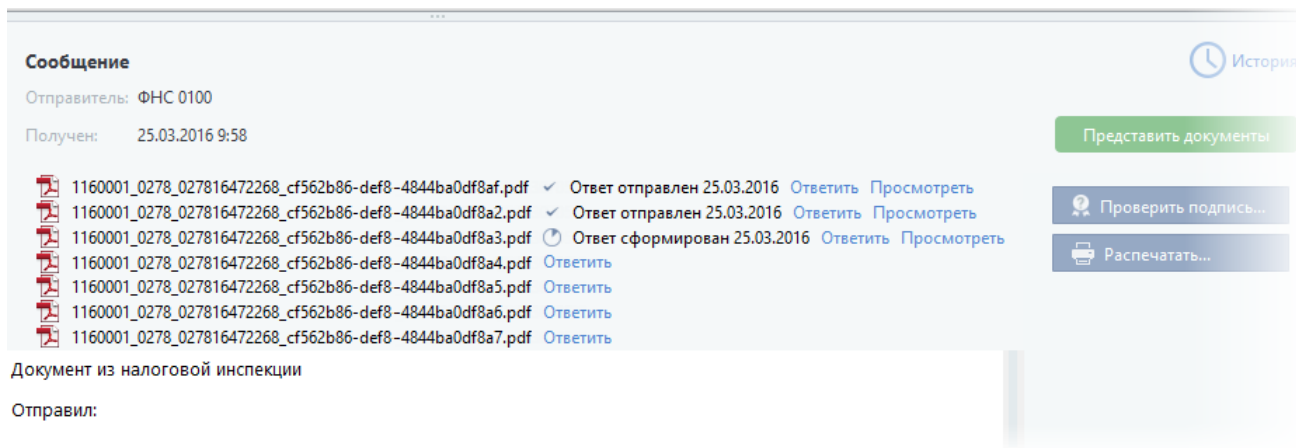 Сообщение
История
Отправитель: ФНС 0100
Получен: 25.03.2016 9:58
Представить документы
1160001_0278_027816472268_cf562b86-def8-4844ba0df8af.pdf Ответ отправлен 25.03.2016 Ответить Просмотреть
1160001_0278_027816472268_cf562b86-def8-4844ba0df8a2.pdf Ответ отправлен 25.03.2016 Ответить Просмотреть
Проверить подпись...
1160001_0278_027816472268_cf562b86-def8-4844ba0df8a3.pdf Ответ сформирован 25.03.2016 Ответить Просмотреть
Распечатать...
1160001_0278_027816472268_cf562b86-def8-4844ba0df8a4.pdf Ответить
1160001_0278_027816472268_cf562b86-def8-4844ba0df8a5.pdf Ответить
1160001_0278_027816472268_cf562b86-def8-4844ba0df8a6.pdf Ответить
1160001_0278_027816472268_cf562b86-def8-4844ba0df8a7.pdf Ответить
Документ из налоговой инспекции
Отправил: